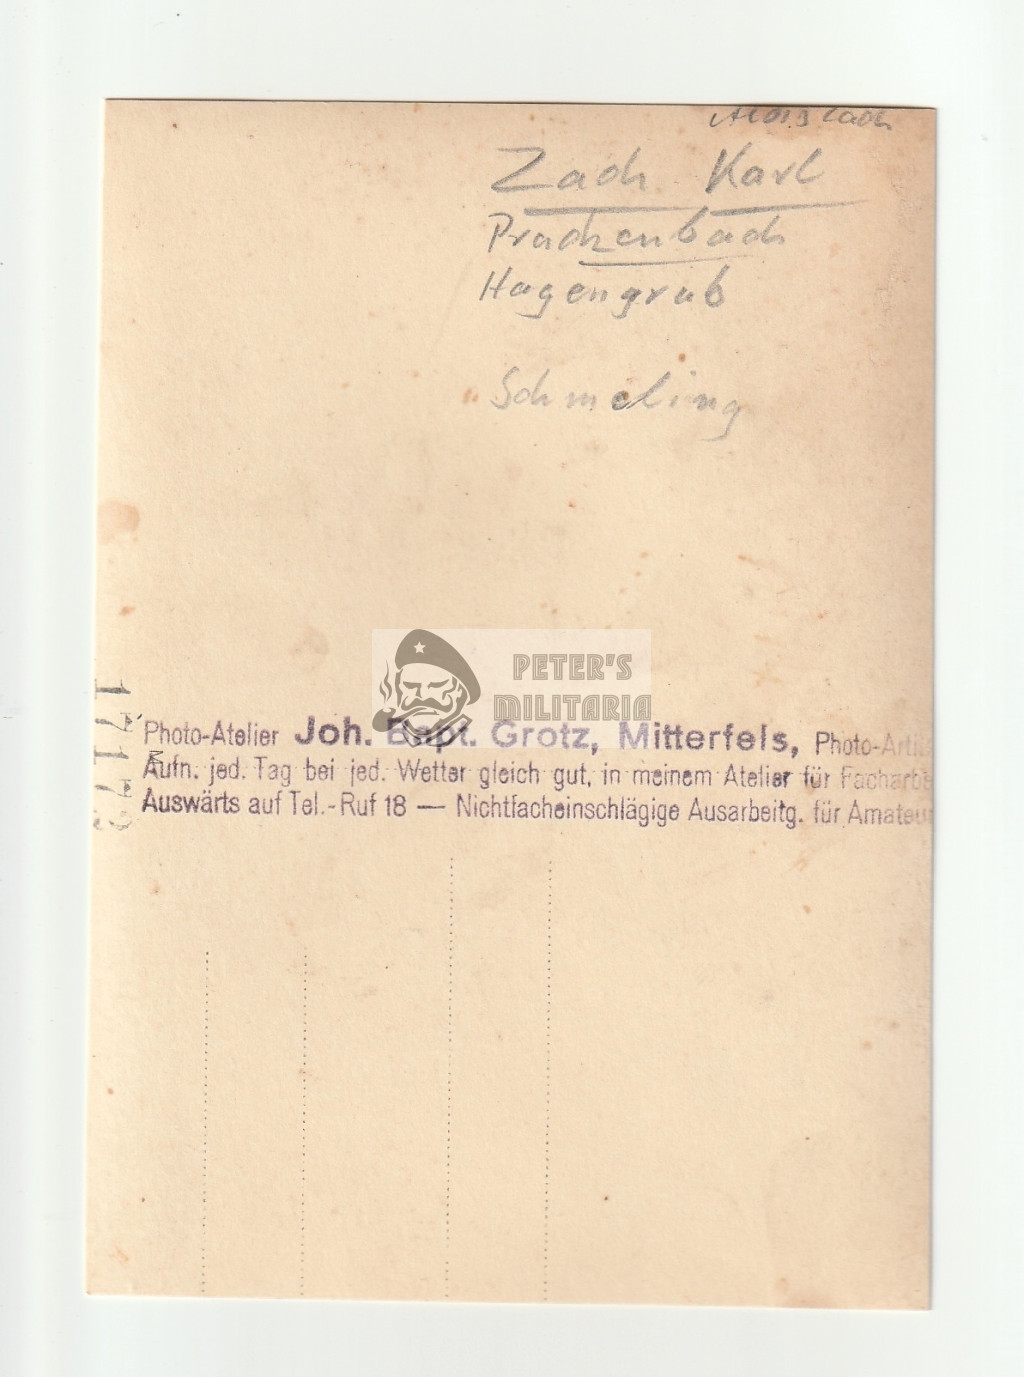 Alois Zach
Zach Karl
Prackenbach
Hagengrub
Schmeling
PETER'S
MILITARIA
Photo-Atelier Joh. Bapt. Grotz, Mitterfels, Photo-Arti
Aufn. jed. Tag bei jed. Wetter gleich gut, in meinem Atelier für Facharbe
Auswärts auf Tel.-Ruf 18 — Nichtfacheinschlägige Ausarbeitg. für Amateu